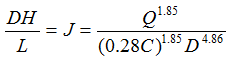 DH/L = J = Q^1.85 / (0.28C)^1.85 D^4.86